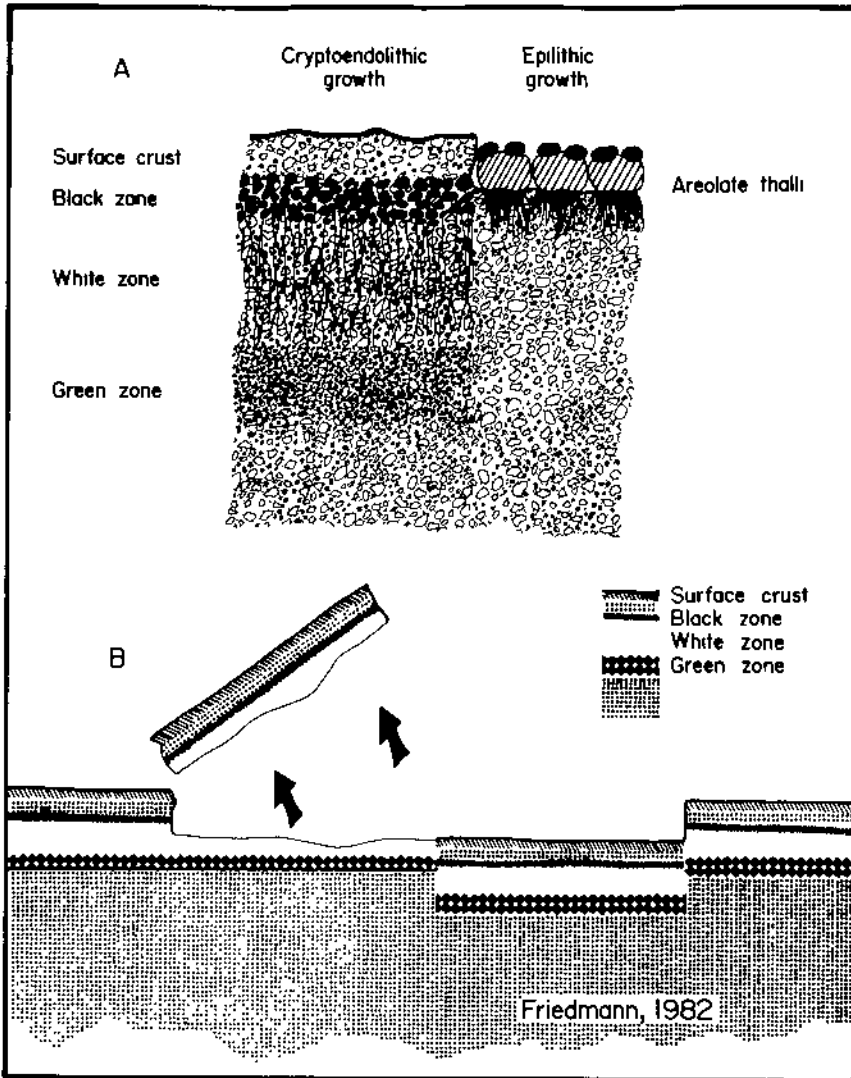 A
Cryptoendolithic
growth
Epilithic
growth
Surface crust
Black zone
White zone
Green zone
Areolate thalli
B
Surface crust
Black zone
White zone
Green zone
Friedmann, 1982